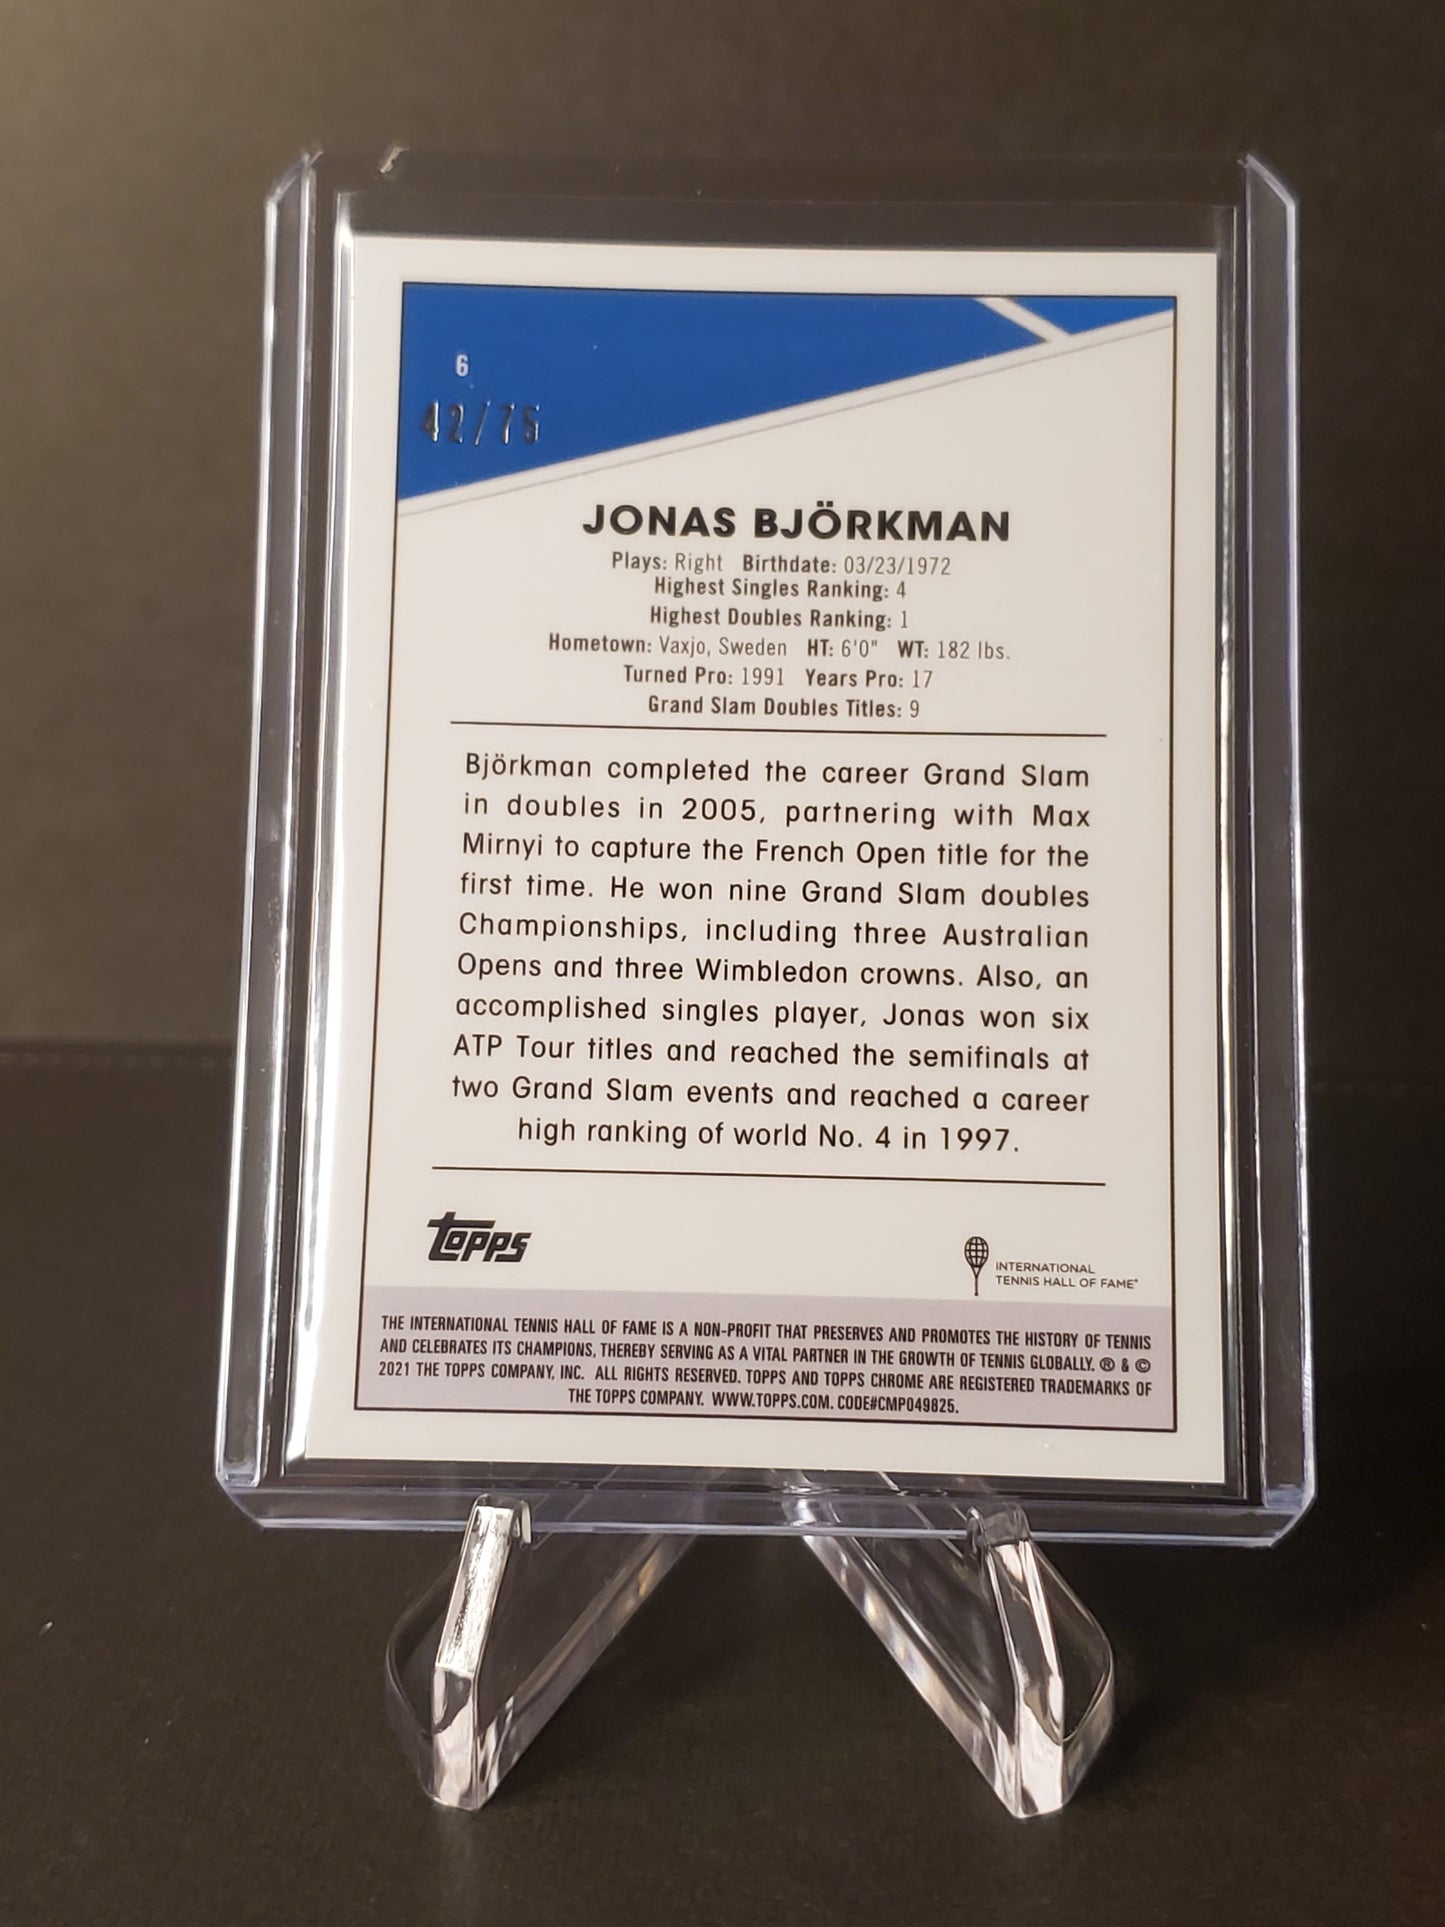 6
42/75
JONAS BJÖRKMAN
Plays: Right Birthdate: 03/23/1972
Highest Singles Ranking: 4
Highest Doubles Ranking: 1
Hometown: Vaxjo, Sweden HT: 6'0" WT: 182 lbs.
Turned Pro: 1991 Years Pro: 17
Grand Slam Doubles Titles: 9
Björkman completed the career Grand Slam
in doubles in 2005, partnering with Max
Mirnyi to capture the French Open title for the
first time. He won nine Grand Slam doubles
Championships, including three Australian
Opens and three Wimbledon crowns. Also, an
accomplished singles player, Jonas won six
ATP Tour titles and reached the semifinals at
two Grand Slam events and reached a career
high ranking of world No. 4 in 1997.
topps
INTERNATIONAL
TENNIS HALL OF FAME®
THE INTERNATIONAL TENNIS HALL OF FAME IS A NON-PROFIT THAT PRESERVES AND PROMOTES THE HISTORY OF TENNIS
AND CELEBRATES ITS CHAMPIONS, THEREBY SERVING AS A VITAL PARTNER IN THE GROWTH OF TENNIS GLOBALLY. ® & ©
2021 THE TOPPS COMPANY, INC. ALL RIGHTS RESERVED. TOPPS AND TOPPS CHROME ARE REGISTERED TRADEMARKS OF
THE TOPPS COMPANY. WWW.TOPPS.COM. CODE#CMP049825.